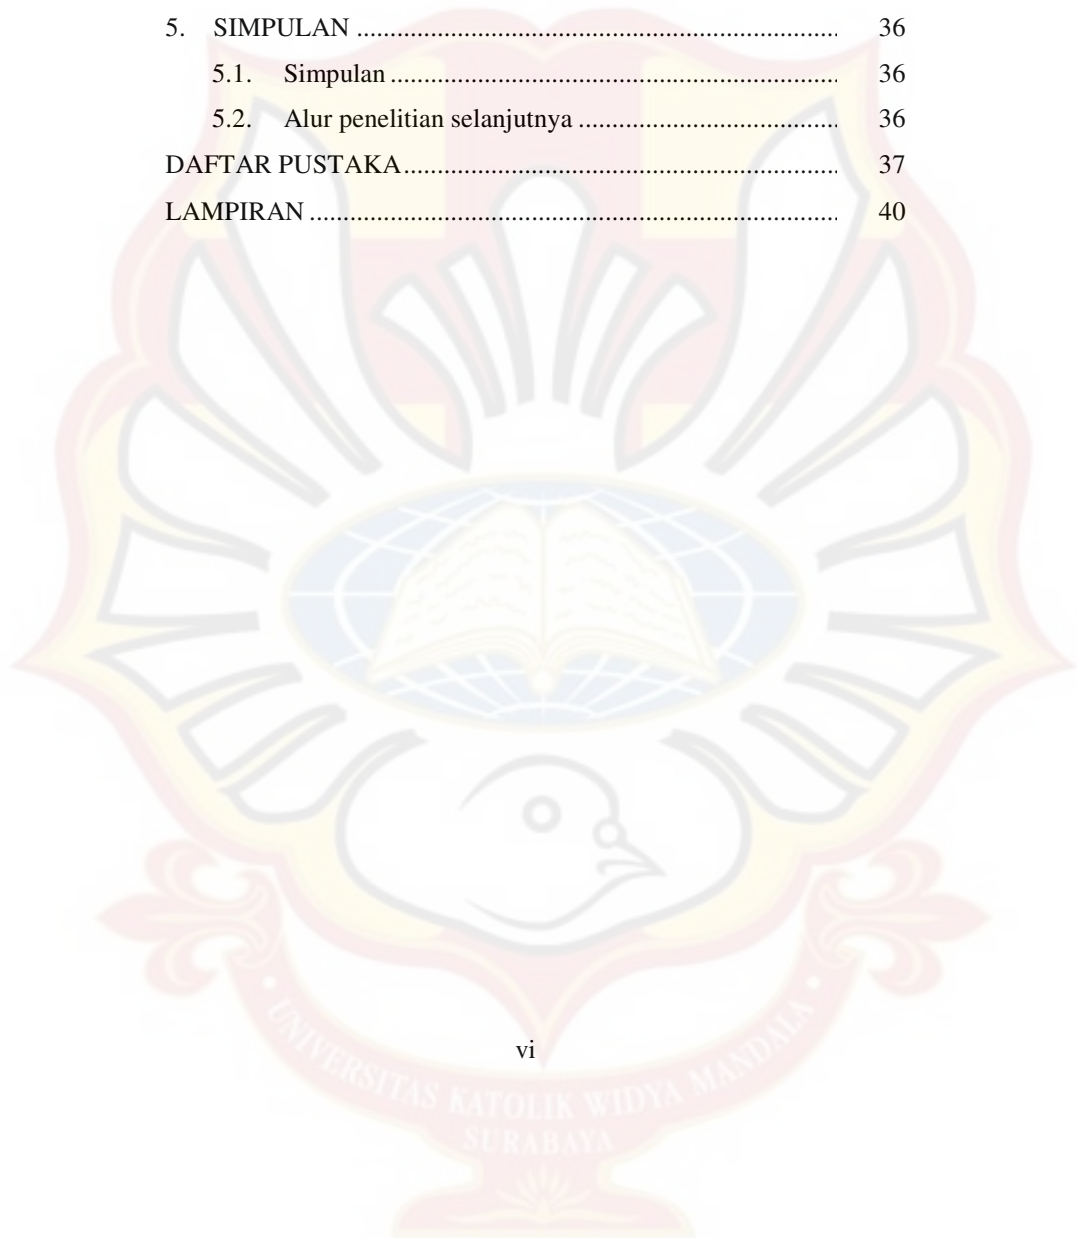 5. SIMPULAN ........................................................................ 36
5.1. Simpulan ................................................................... 36
5.2. Alur penelitian selanjutnya ....................................... 36
DAFTAR PUSTAKA................................................................. 37
LAMPIRAN ............................................................................... 40
vi
• UNIVERSITAS KATOLIK WIDYA MANDALA •
SURABAYA